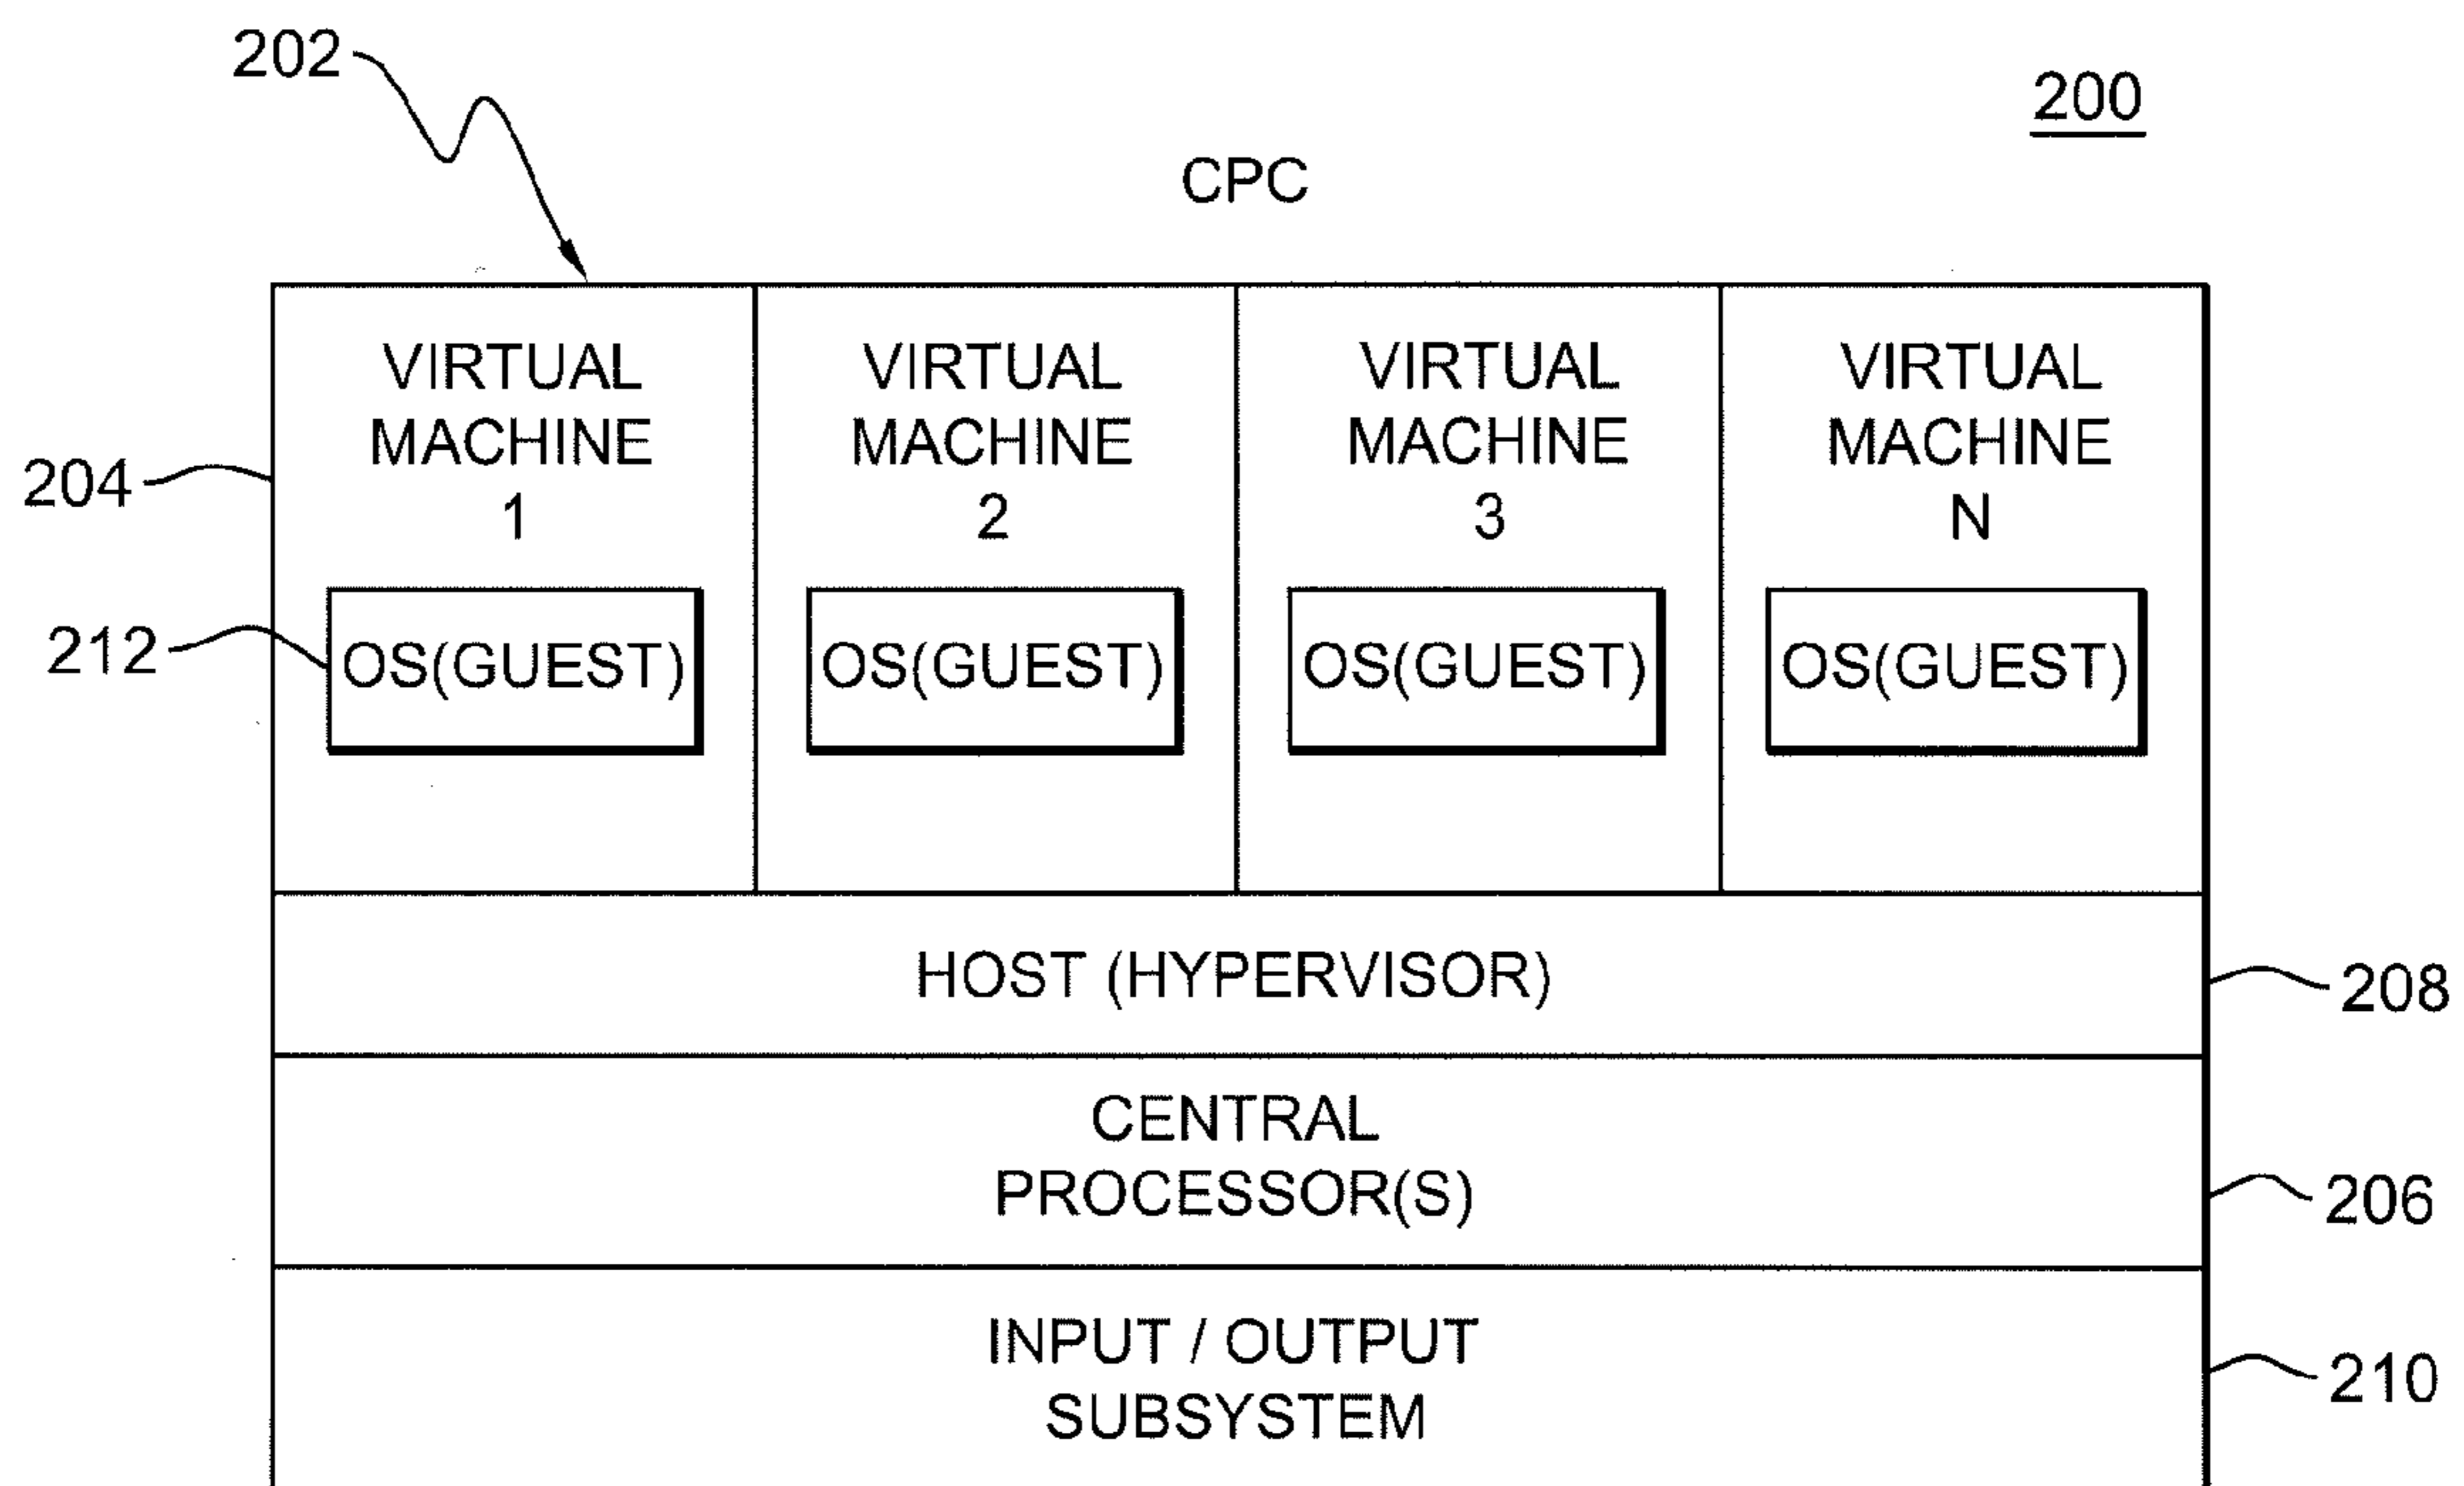 202
200
CPC
VIRTUAL
MACHINE
1
VIRTUAL
MACHINE
2
VIRTUAL
MACHINE
3
VIRTUAL
MACHINE
N
204
212
OS(GUEST)
OS(GUEST)
OS(GUEST)
OS(GUEST)
HOST (HYPERVISOR)
208
CENTRAL
PROCESSOR(S)
206
INPUT / OUTPUT
SUBSYSTEM
210